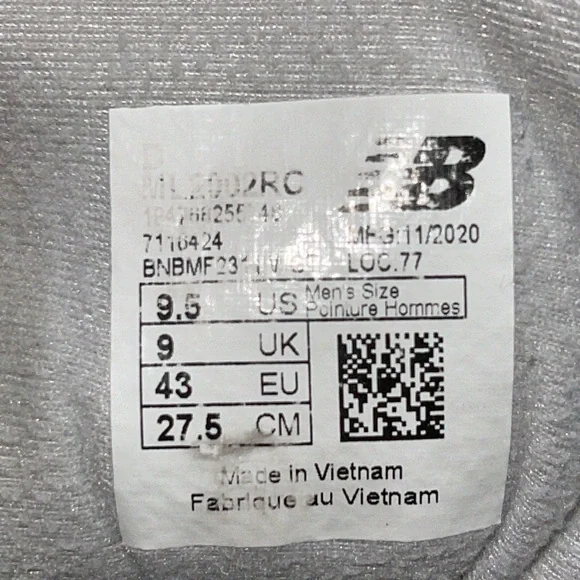 NB
ML2002RC
7116424 MFG:11/2020
LOC.77
9.5 US Men's Size
Pointure Hommes
9 UK
43 EU
27.5 CM
Made in Vietnam
Fabrique au Vietnam